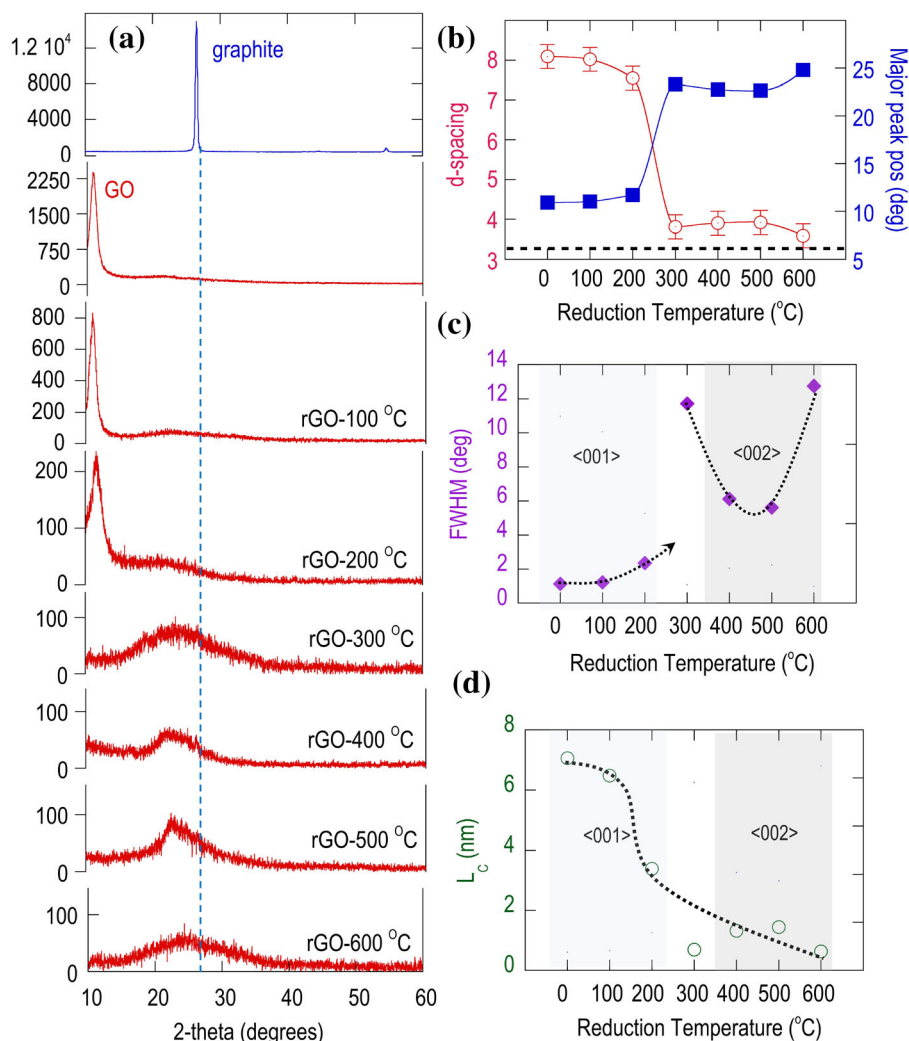 (a)
graphite
1.2 10⁴
8000
4000
0
GO
2250
1500
750
0
rGO-100 °C
800
600
400
200
0
rGO-200 °C
200
100
0
rGO-300 °C
100
0
rGO-400 °C
100
0
rGO-500 °C
100
0
rGO-600 °C
100
0
10 20 30 40 50 60
2-theta (degrees)
(b)
d-spacing
8
7
6
5
4
3
Major peak pos (deg)
25
20
15
10
5
0 100 200 300 400 500 600
Reduction Temperature (°C)
(c)
FWHM (deg)
14
12
10
8
6
4
2
0
<001>
<002>
0 100 200 300 400 500 600
Reduction Temperature (°C)
(d)
L_c (nm)
8
6
4
2
0
<001>
<002>
0 100 200 300 400 500 600
Reduction Temperature (°C)